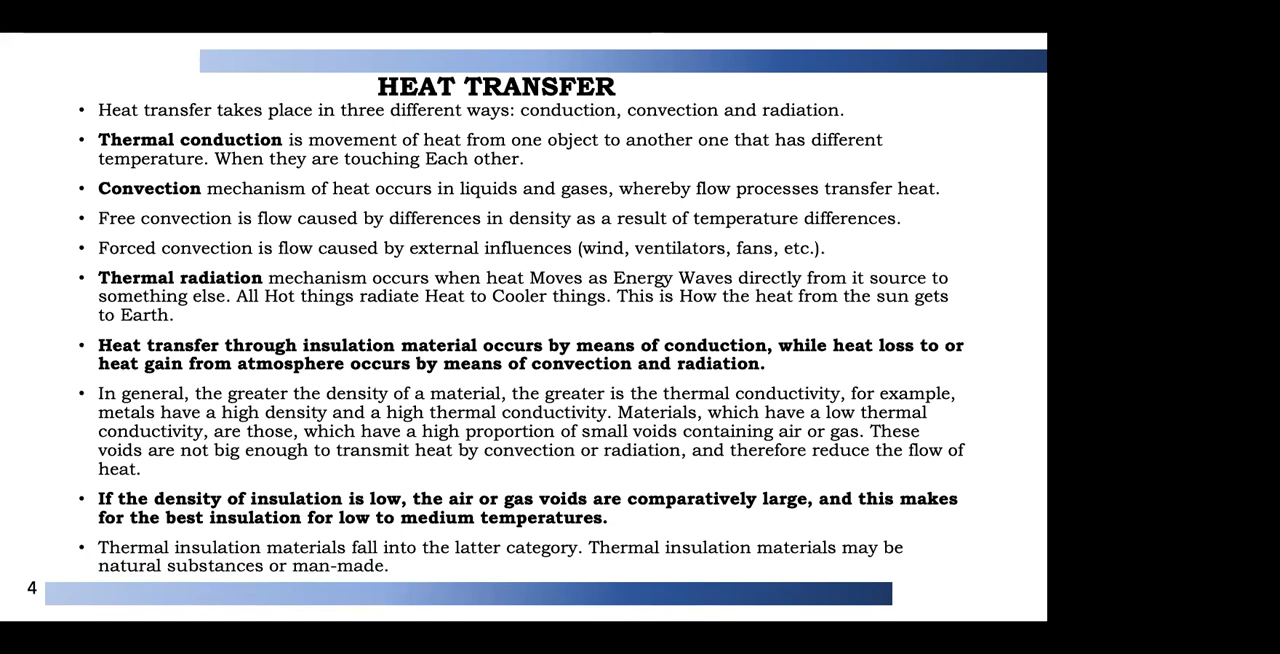 HEAT TRANSFER
• Heat transfer takes place in three different ways: conduction, convection and radiation.
• Thermal conduction is movement of heat from one object to another one that has different
temperature. When they are touching Each other.
• Convection mechanism of heat occurs in liquids and gases, whereby flow processes transfer heat.
• Free convection is flow caused by differences in density as a result of temperature differences.
• Forced convection is flow caused by external influences (wind, ventilators, fans, etc.).
• Thermal radiation mechanism occurs when heat Moves as Energy Waves directly from it source to
something else. All Hot things radiate Heat to Cooler things. This is How the heat from the sun gets
to Earth.
• Heat transfer through insulation material occurs by means of conduction, while heat loss to or
heat gain from atmosphere occurs by means of convection and radiation.
• In general, the greater the density of a material, the greater is the thermal conductivity, for example,
metals have a high density and a high thermal conductivity. Materials, which have a low thermal
conductivity, are those, which have a high proportion of small voids containing air or gas. These
voids are not big enough to transmit heat by convection or radiation, and therefore reduce the flow of
heat.
• If the density of insulation is low, the air or gas voids are comparatively large, and this makes
for the best insulation for low to medium temperatures.
• Thermal insulation materials fall into the latter category. Thermal insulation materials may be
natural substances or man-made.
4